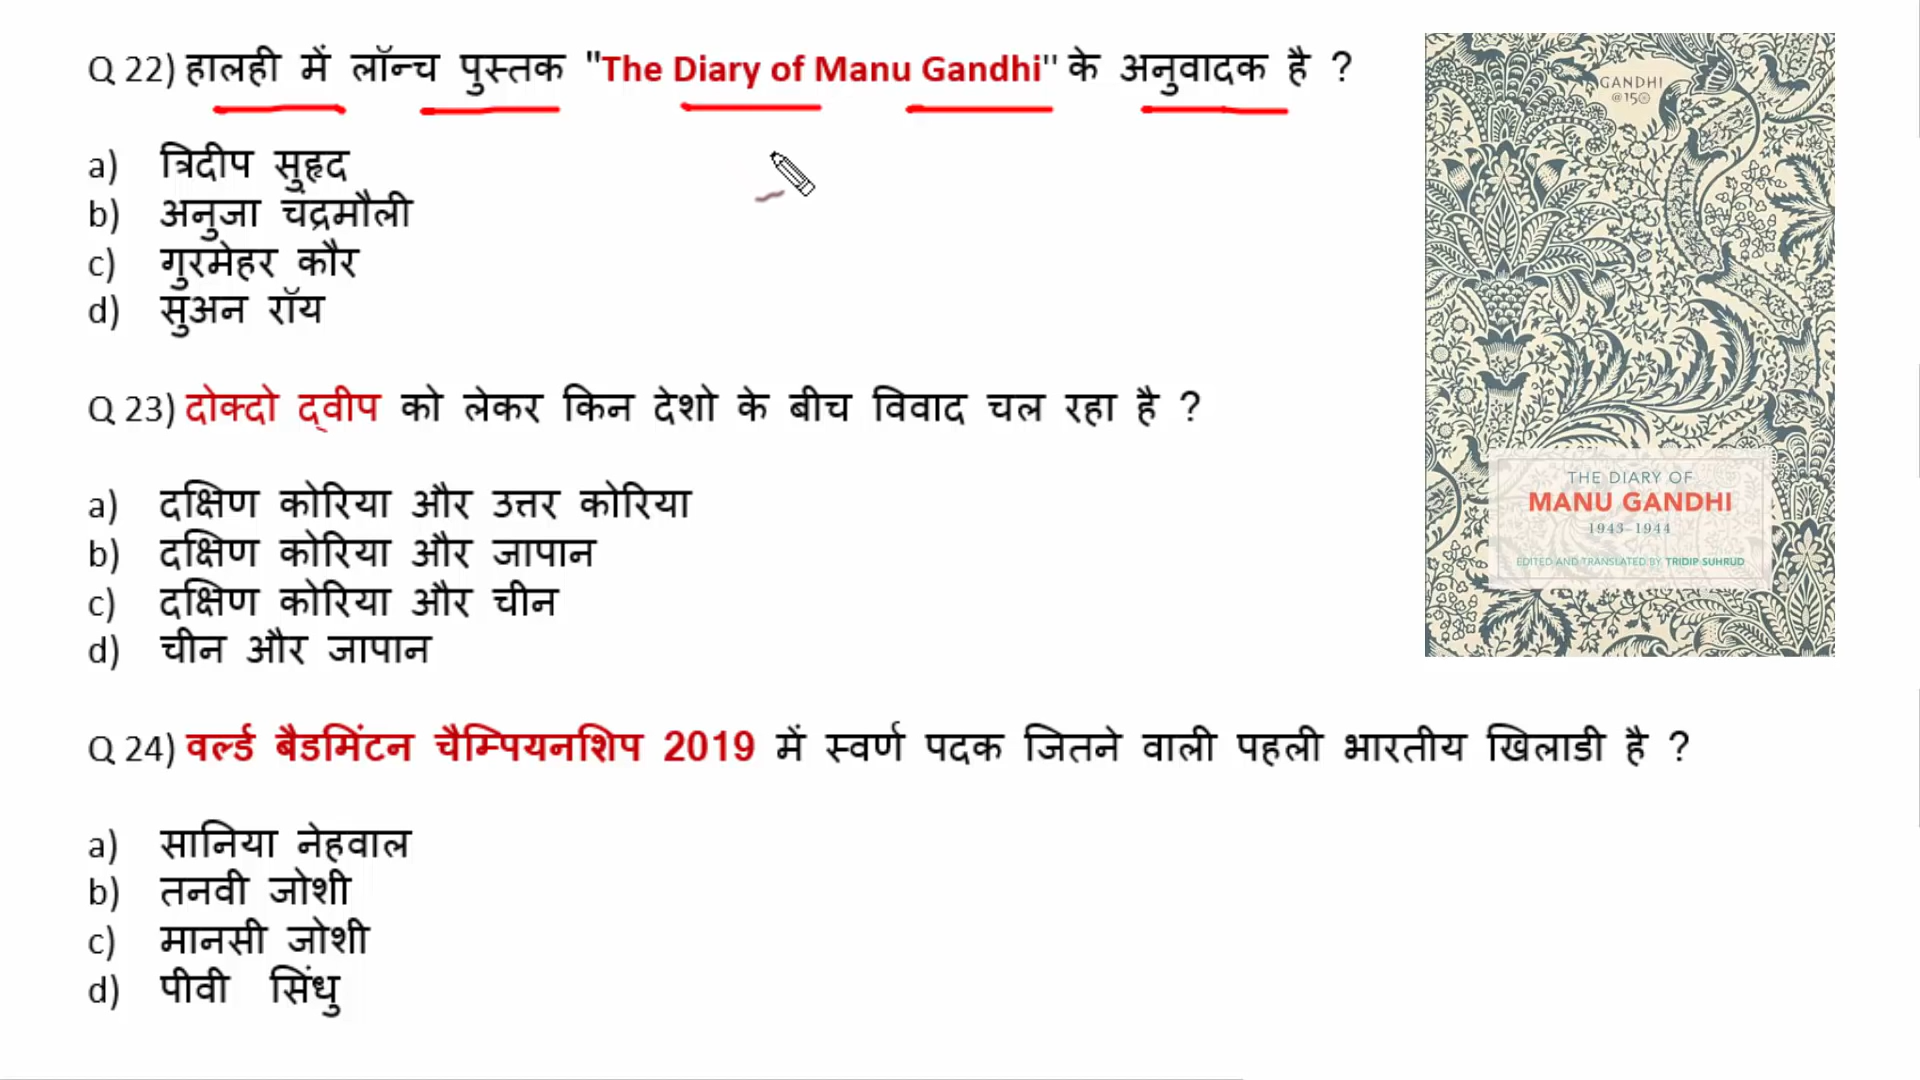 Q 22) हालही में लॉन्च पुस्तक "The Diary of Manu Gandhi" के अनुवादक है ?
a) त्रिदीप सुहृद
b) अनुजा चंद्रमौली
c) गुरमेहर कौर
d) सुअन रॉय
Q 23) दोक्दो द्वीप को लेकर किन देशो के बीच विवाद चल रहा है ?
a) दक्षिण कोरिया और उत्तर कोरिया
b) दक्षिण कोरिया और जापान
c) दक्षिण कोरिया और चीन
d) चीन और जापान
Q 24) वर्ल्ड बैडमिंटन चैम्पियनशिप 2019 में स्वर्ण पदक जितने वाली पहली भारतीय खिलाडी है ?
a) सानिया नेहवाल
b) तनवी जोशी
c) मानसी जोशी
d) पीवी सिंधु
GANDHI
@150
THE DIARY OF
MANU GANDHI
1943-1944
EDITED AND TRANSLATED BY TRIDIP SUHRUD